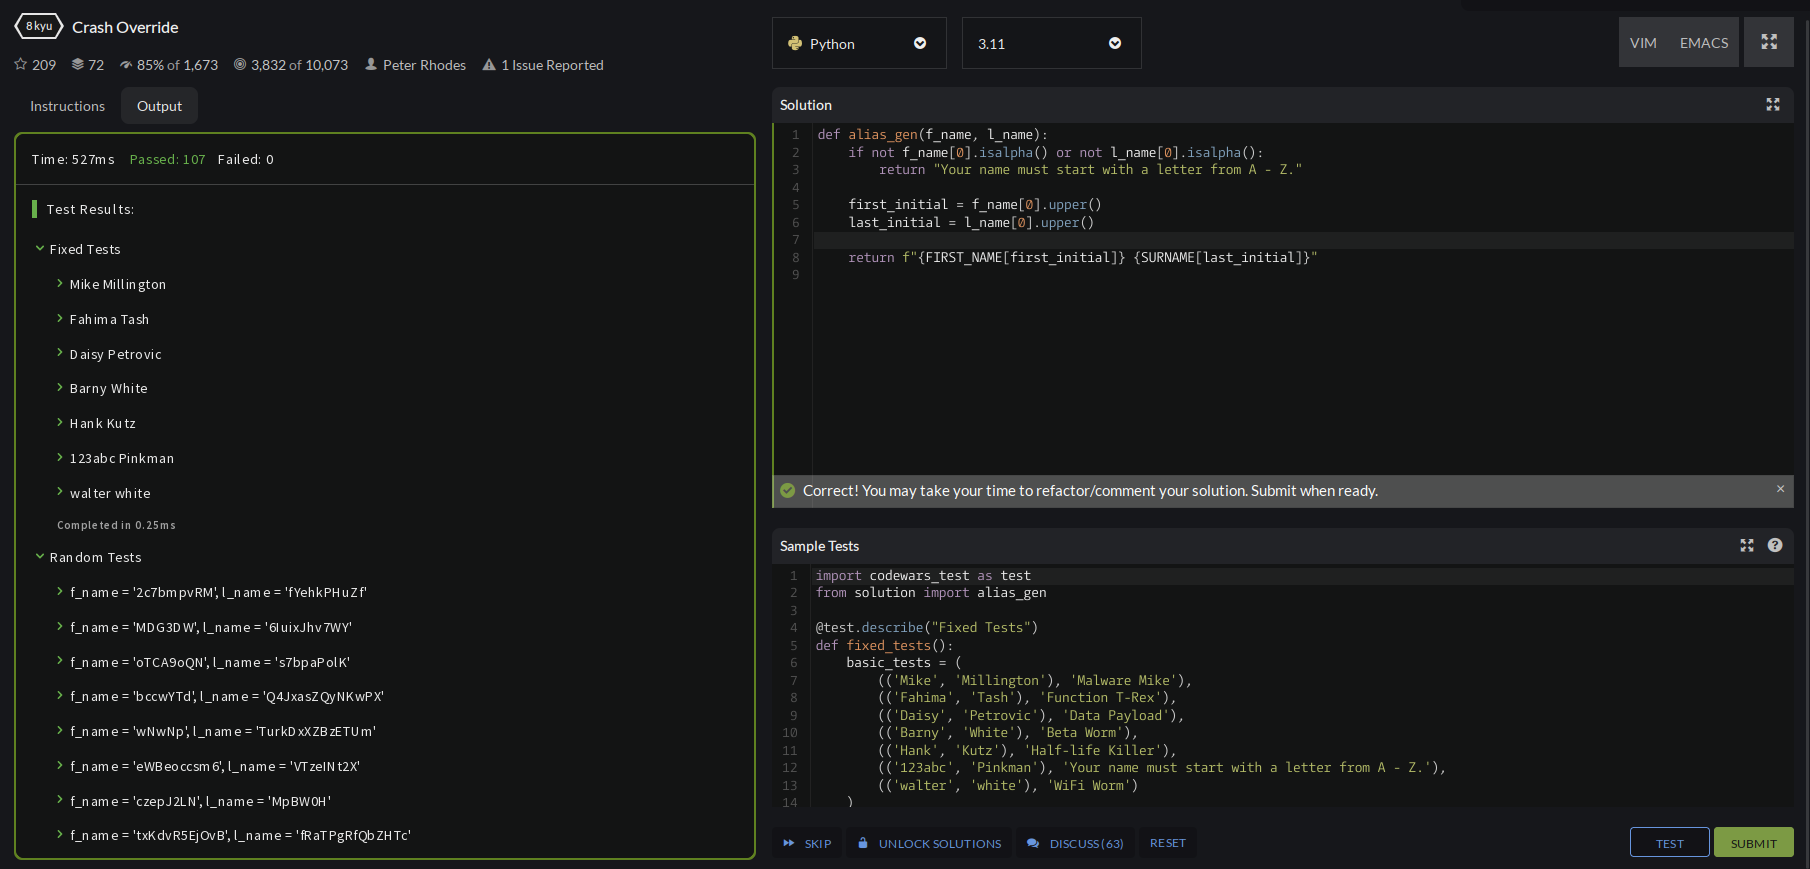 8 kyu Crash Override
209 72 85% of 1,673 3,832 of 10,073 Peter Rhodes 1 Issue Reported
Instructions Output
Time: 527ms Passed: 107 Failed: 0
Test Results:
Fixed Tests
Mike Millington
Fahima Tash
Daisy Petrovic
Barny White
Hank Kutz
123abc Pinkman
walter white
Completed in 0.25ms
Random Tests
f_name = '2c7bmpvRM', l_name = 'fYehkPHuZf'
f_name = 'MDG3DW', l_name = '6IuixJhv7WY'
f_name = 'oTCA9oQN', l_name = 's7bpaPolK'
f_name = 'bccwYTd', l_name = 'Q4JxasZQyNKwPX'
f_name = 'wNwNp', l_name = 'TurkDxXZBzETUm'
f_name = 'eWBeoccsm6', l_name = 'VTzeINt2X'
f_name = 'czepJ2LN', l_name = 'MpBW0H'
f_name = 'txKdvR5EjOvB', l_name = 'fRaTPgRfQbZHTc'
Python 3.11 VIM EMACS
Solution
1 def alias_gen(f_name, l_name):
2     if not f_name[0].isalpha() or not l_name[0].isalpha():
3         return "Your name must start with a letter from A - Z."
4
5     first_initial = f_name[0].upper()
6     last_initial = l_name[0].upper()
7
8     return f"{FIRST_NAME[first_initial]} {SURNAME[last_initial]}"
9
Correct! You may take your time to refactor/comment your solution. Submit when ready. ×
Sample Tests ?
1 import codewars_test as test
2 from solution import alias_gen
3
4 @test.describe("Fixed Tests")
5 def fixed_tests():
6     basic_tests = (
7         (('Mike', 'Millington'), 'Malware Mike'),
8         (('Fahima', 'Tash'), 'Function T-Rex'),
9         (('Daisy', 'Petrovic'), 'Data Payload'),
10         (('Barny', 'White'), 'Beta Worm'),
11         (('Hank', 'Kutz'), 'Half-life Killer'),
12         (('123abc', 'Pinkman'), 'Your name must start with a letter from A - Z.'),
13         (('walter', 'white'), 'WiFi Worm')
14     )
SKIP UNLOCK SOLUTIONS DISCUSS (63) RESET TEST SUBMIT